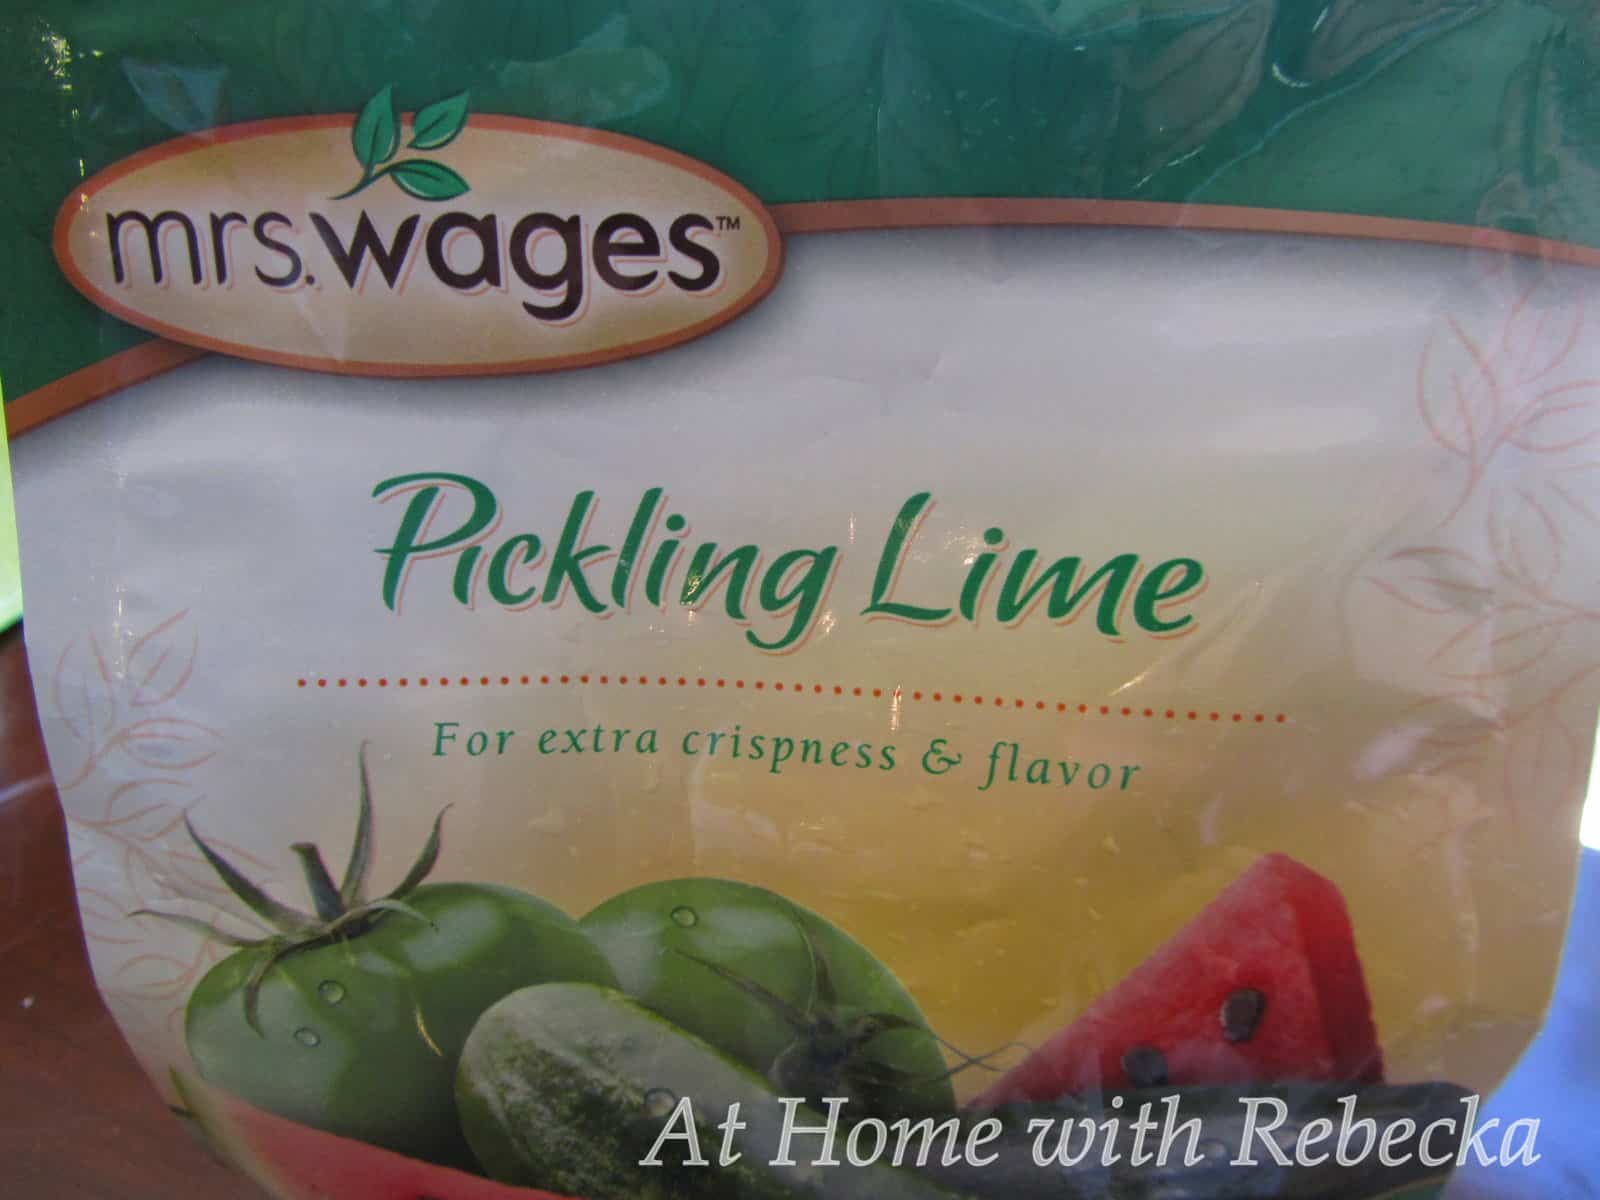 mrs.wages™
Pickling Lime
For extra crispness & flavor
At Home with Rebecka